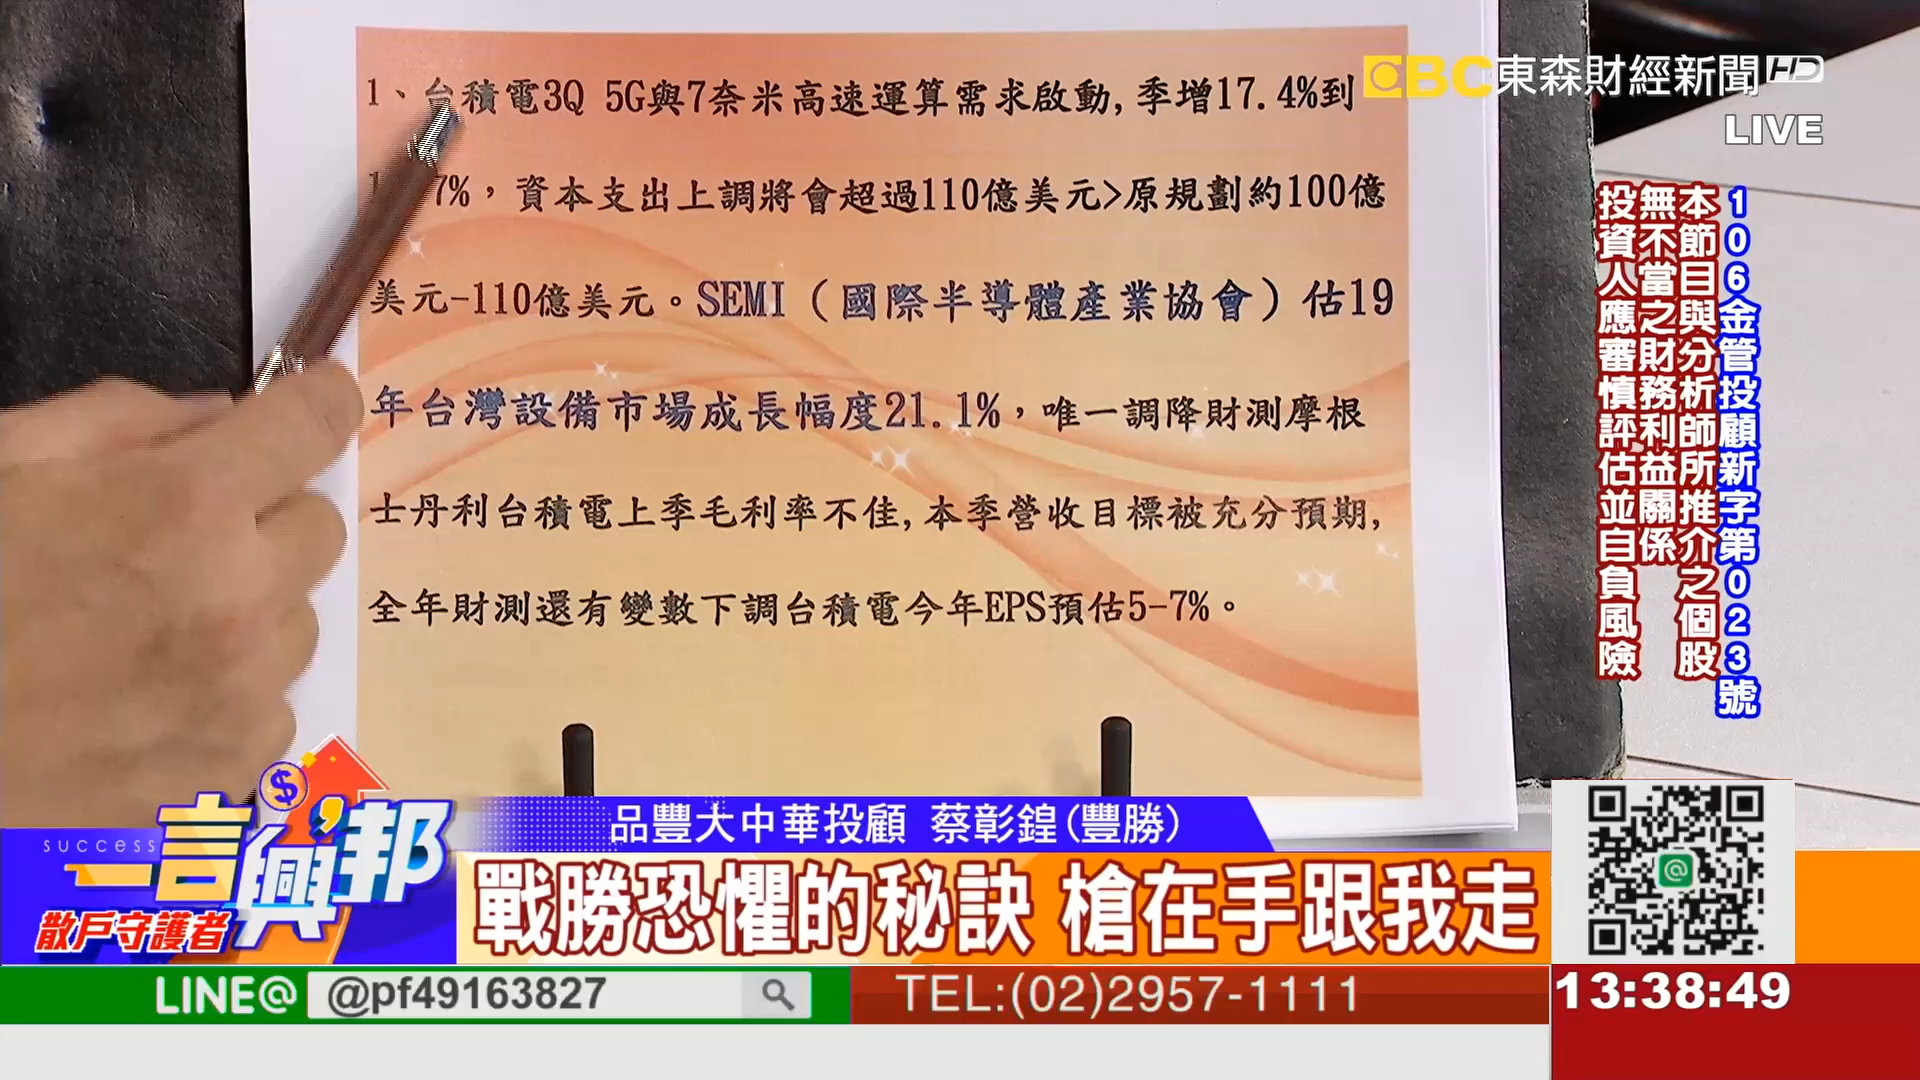 1、台積電3Q 5G與7奈米高速運算需求啟動,季增17.4%到
7%，資本支出上調將會超過110億美元>原規劃約100億
美元-110億美元。SEMI（國際半導體產業協會）估19
年台灣設備市場成長幅度21.1%，唯一調降財測摩根
士丹利台積電上季毛利率不佳,本季營收目標被充分預期,
全年財測還有變數下調台積電今年EPS預估5-7%。
EBC東森財經新聞HD
LIVE
106金管投顧新字第023號
本節目與分析師所推介之個股
無不當之財務利益關係
投資人應審慎評估並自負風險
success
一言興邦
散戶守護者
品豐大中華投顧 蔡彰鍠(豐勝)
戰勝恐懼的秘訣 槍在手跟我走
LINE@ @pf49163827
TEL:(02)2957-1111
13:38:49